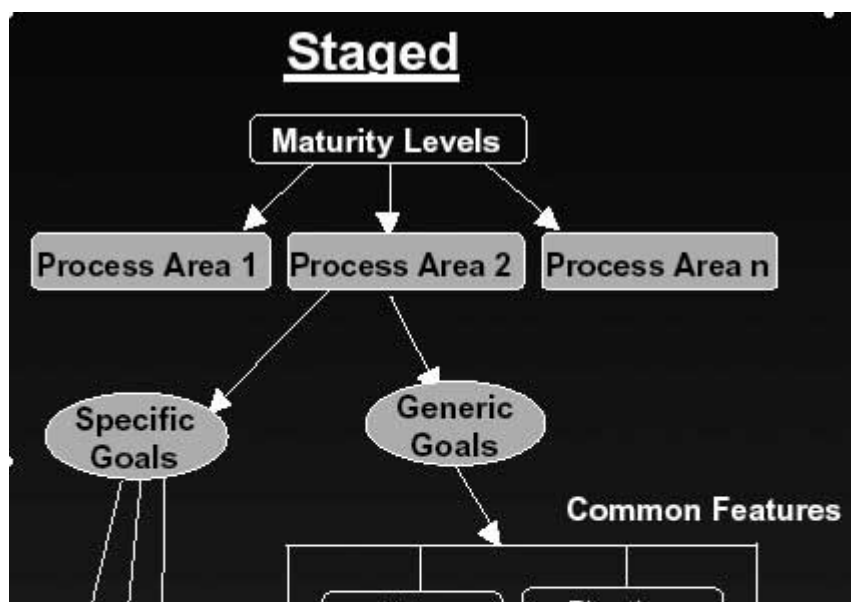 Staged
Maturity Levels
Process Area 1
Process Area 2
Process Area n
Specific
Goals
Generic
Goals
Common Features